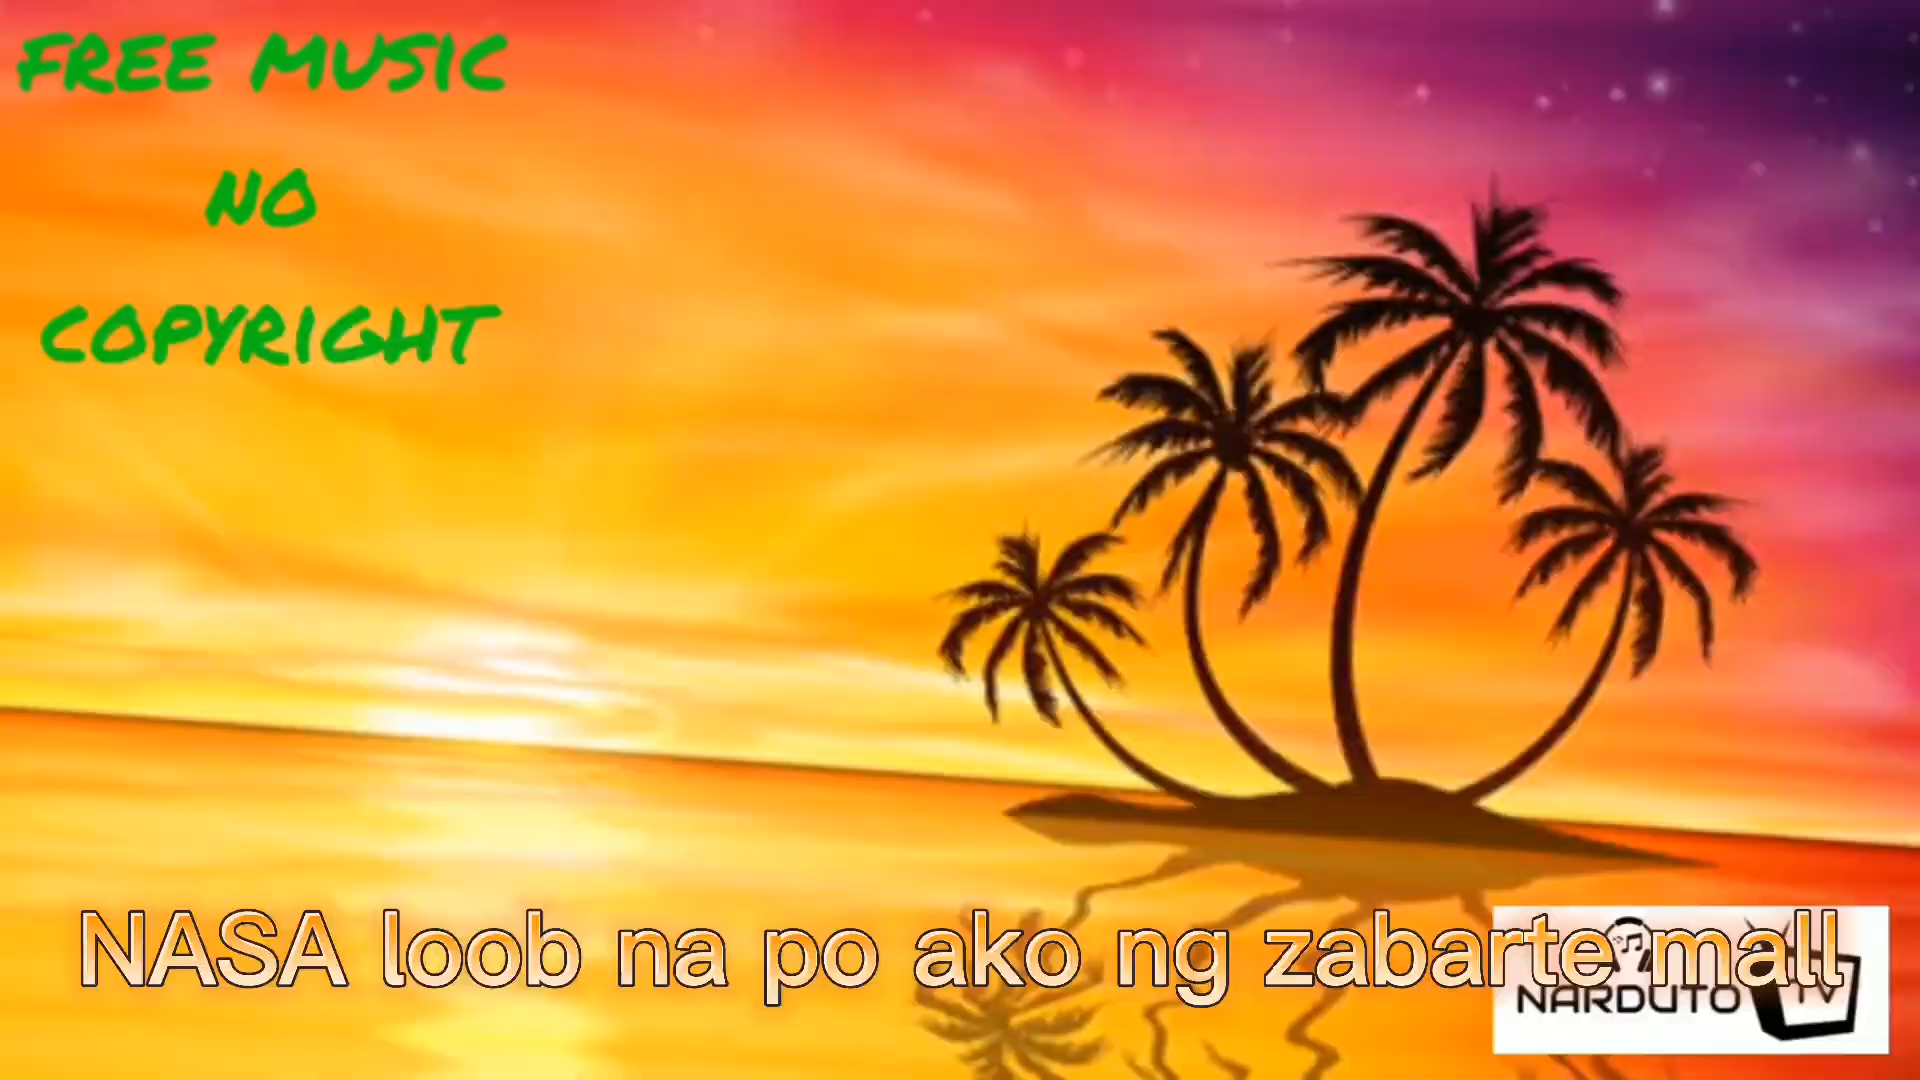 FREE MUSIC
NO
COPYRIGHT
NASA loob na po ako ng zabarte mall
NARDUTO TV